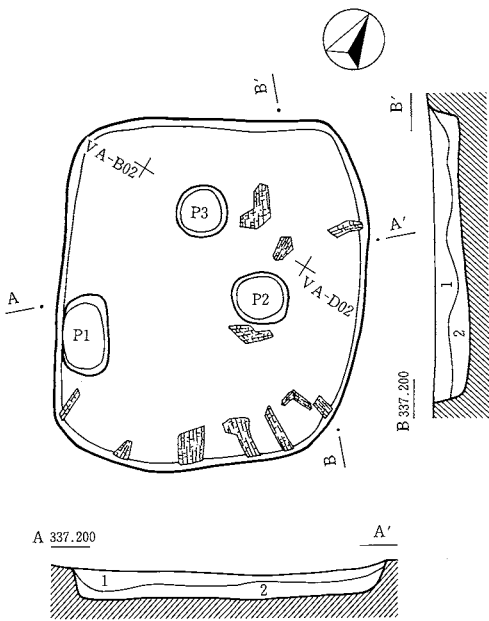 B′
B′
VA-B02
P3
A′
VA-D02
A
P2
P1
1
2
B 337.200
B
A 337.200
A′
1
2